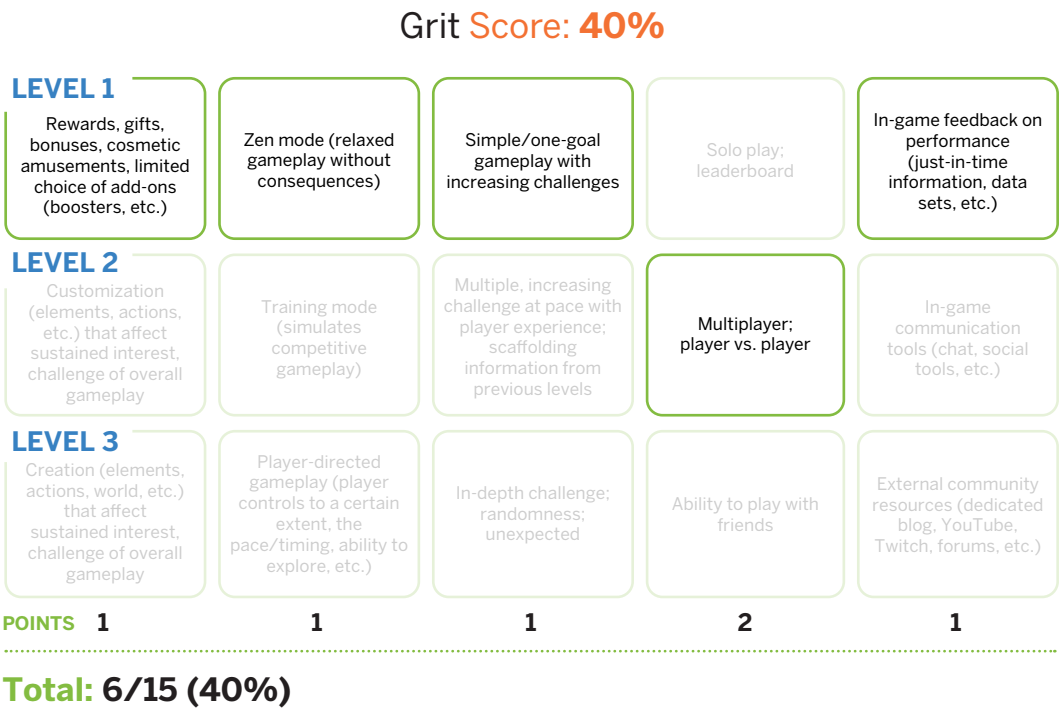 Grit Score: 40%
LEVEL 1
Rewards, gifts,
bonuses, cosmetic
amusements, limited
choice of add-ons
(boosters, etc.)
Zen mode (relaxed
gameplay without
consequences)
Simple/one-goal
gameplay with
increasing challenges
Solo play;
leaderboard
In-game feedback on
performance
(just-in-time
information, data
sets, etc.)
LEVEL 2
Customization
(elements, actions,
etc.) that affect
sustained interest,
challenge of overall
gameplay
Training mode
(simulates
competitive
gameplay)
Multiple, increasing
challenge at pace with
player experience;
scaffolding
information from
previous levels
Multiplayer;
player vs. player
In-game
communication
tools (chat, social
tools, etc.)
LEVEL 3
Creation (elements,
actions, world, etc.)
that affect
sustained interest,
challenge of overall
gameplay
Player-directed
gameplay (player
controls to a certain
extent, the
pace/timing, ability to
explore, etc.)
In-depth challenge;
randomness;
unexpected
Ability to play with
friends
External community
resources (dedicated
blog, YouTube,
Twitch, forums, etc.)
POINTS 1 1 1 2 1
Total: 6/15 (40%)